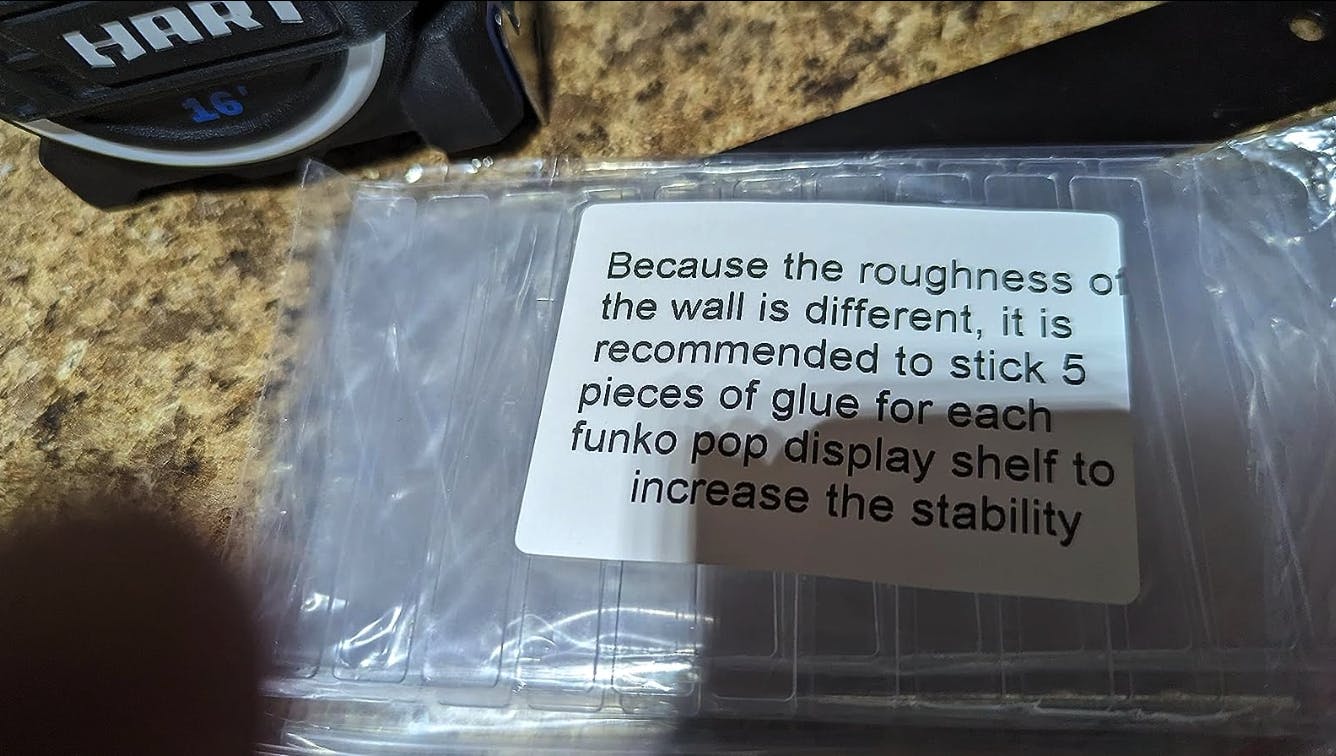 HART
16'
Because the roughness of
the wall is different, it is
recommended to stick 5
pieces of glue for each
funko pop display shelf to
increase the stability